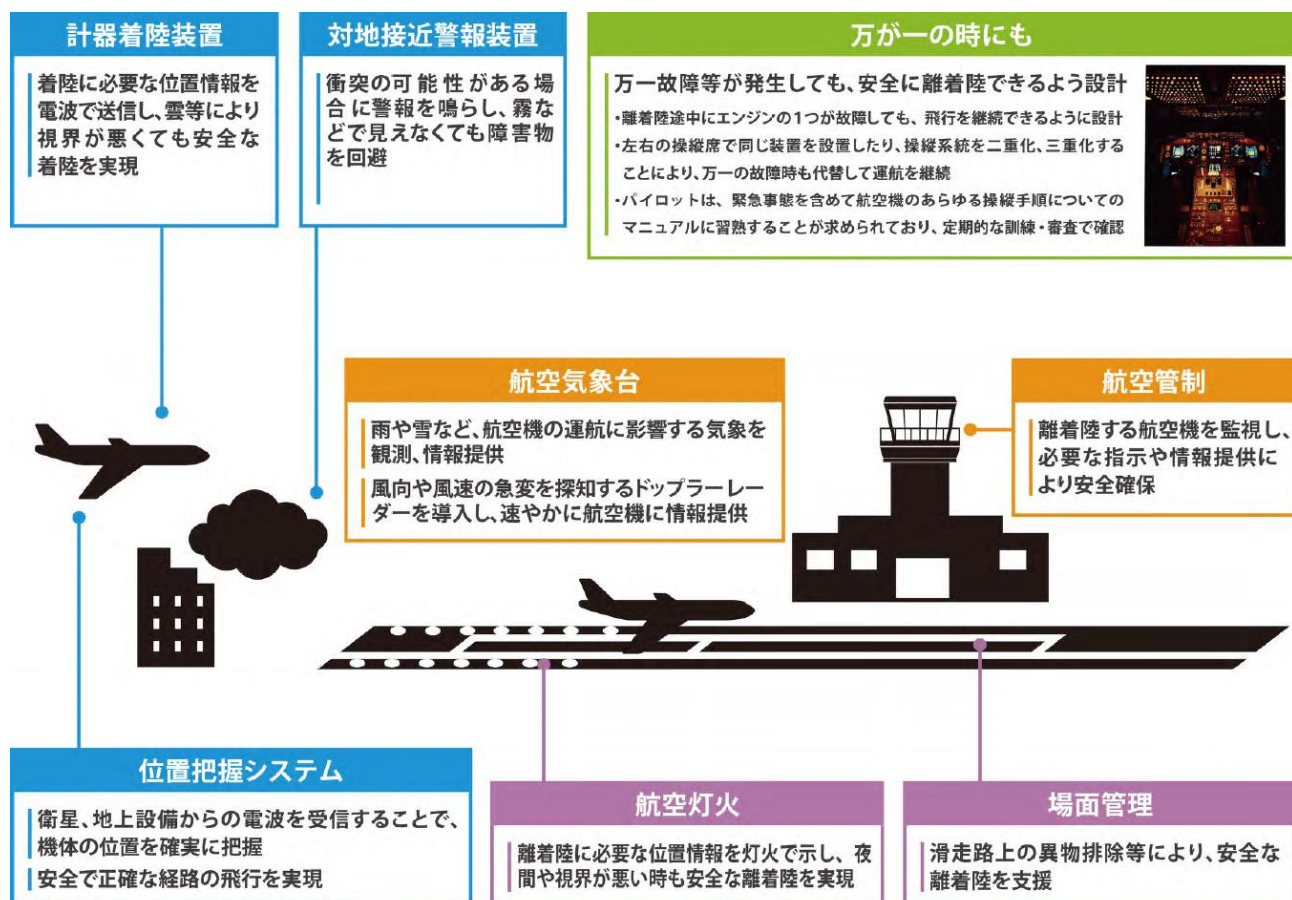 計器着陸装置
着陸に必要な位置情報を
電波で送信し、雲等により
視界が悪くても安全な
着陸を実現
対地接近警報装置
衝突の可能性がある場
合に警報を鳴らし、霧な
どで見えなくても障害物
を回避
万が一の時にも
万一故障等が発生しても、安全に離着陸できるよう設計
・離着陸途中にエンジンの1つが故障しても、飛行を継続できるように設計
・左右の操縦席で同じ装置を設置したり、操縦系統を二重化、三重化する
ことにより、万一の故障時も代替して運航を継続
・パイロットは、緊急事態を含めて航空機のあらゆる操縦手順についての
マニュアルに習熟することが求められており、定期的な訓練・審査で確認
航空気象台
雨や雪など、航空機の運航に影響する気象を
観測、情報提供
風向や風速の急変を探知するドップラーレー
ダーを導入し、速やかに航空機に情報提供
航空管制
離着陸する航空機を監視し、
必要な指示や情報提供に
より安全確保
位置把握システム
衛星、地上設備からの電波を受信することで、
機体の位置を確実に把握
安全で正確な経路の飛行を実現
航空灯火
離着陸に必要な位置情報を灯火で示し、夜
間や視界が悪い時も安全な離着陸を実現
場面管理
滑走路上の異物排除等により、安全な
離着陸を支援